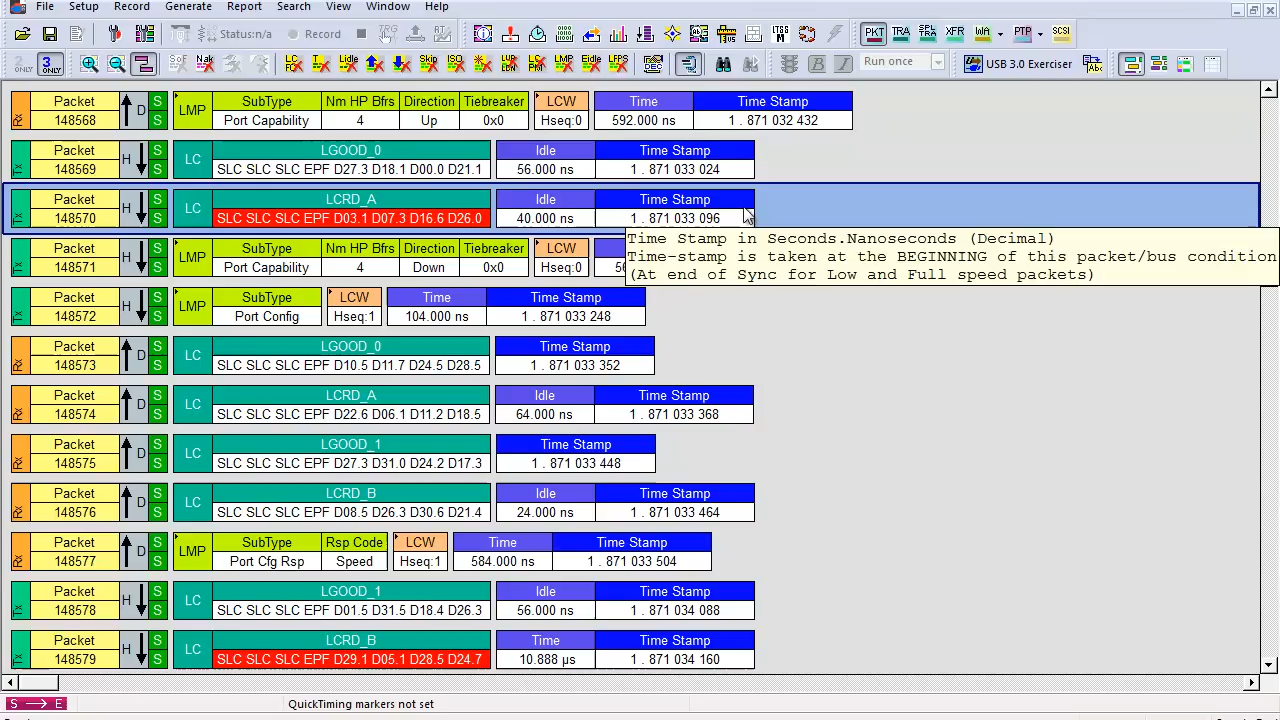 File Setup Record Generate Report Search View Window Help
Status:n/a Record
PKT TRA XFR WA PTP SCSI
3 ONLY Nak Lidle Skip ISO Eidle LFPS B I Run once USB 3.0 Exerciser
Packet S LMP SubType Nm HP Bfrs Direction Tiebreaker LCW Time Time Stamp
148568 D S Port Capability 4 Up 0x0 Hseq:0 592.000 ns 1 . 871 032 432
Packet S LC LGOOD_0 Idle Time Stamp
148569 H S SLC SLC SLC EPF D27.3 D18.1 D00.0 D21.1 56.000 ns 1 . 871 033 024
Packet S LC LCRD_A Idle Time Stamp
148570 H S SLC SLC SLC EPF D03.1 D07.3 D16.6 D26.0 40.000 ns 1 . 871 033 096
Packet S LMP SubType Nm HP Bfrs Direction Tiebreaker LCW
148571 H S Port Capability 4 Down 0x0 Hseq:0
Time Stamp in Seconds.Nanoseconds (Decimal)
Time-stamp is taken at the BEGINNING of this packet/bus condition
(At end of Sync for Low and Full speed packets)
Packet S LMP SubType LCW Time Time Stamp
148572 H S Port Config Hseq:1 104.000 ns 1 . 871 033 248
Packet S LC LGOOD_0 Time Stamp
148573 D S SLC SLC SLC EPF D10.5 D11.7 D24.5 D28.5 1 . 871 033 352
Packet S LC LCRD_A Idle Time Stamp
148574 D S SLC SLC SLC EPF D22.6 D06.1 D11.2 D18.5 64.000 ns 1 . 871 033 368
Packet S LC LGOOD_1 Time Stamp
148575 D S SLC SLC SLC EPF D27.3 D31.0 D24.2 D17.3 1 . 871 033 448
Packet S LC LCRD_B Idle Time Stamp
148576 D S SLC SLC SLC EPF D08.5 D26.3 D30.6 D21.4 24.000 ns 1 . 871 033 464
Packet S LMP SubType Rsp Code LCW Time Time Stamp
148577 D S Port Cfg Rsp Speed Hseq:1 584.000 ns 1 . 871 033 504
Packet S LC LGOOD_1 Idle Time Stamp
148578 H S SLC SLC SLC EPF D01.5 D31.5 D18.4 D26.3 56.000 ns 1 . 871 034 088
Packet S LC LCRD_B Time Time Stamp
148579 H S SLC SLC SLC EPF D29.1 D05.1 D28.5 D24.7 10.888 µs 1 . 871 034 160
S → E QuickTiming markers not set